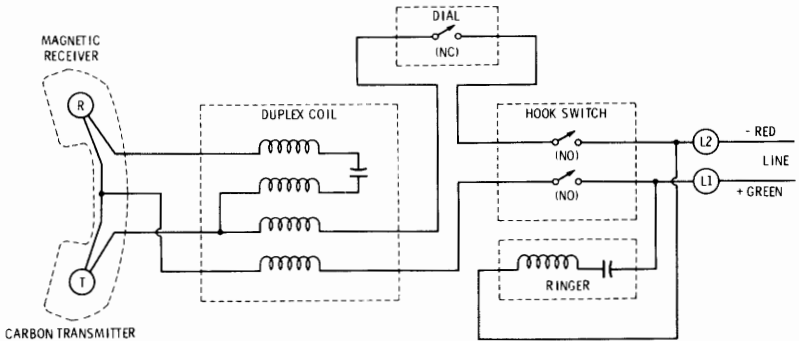 DIAL
(NC)
MAGNETIC
RECEIVER
R
DUPLEX COIL
HOOK SWITCH
(NO)
L2
- RED
LINE
(NO)
L1
+ GREEN
T
RINGER
CARBON TRANSMITTER